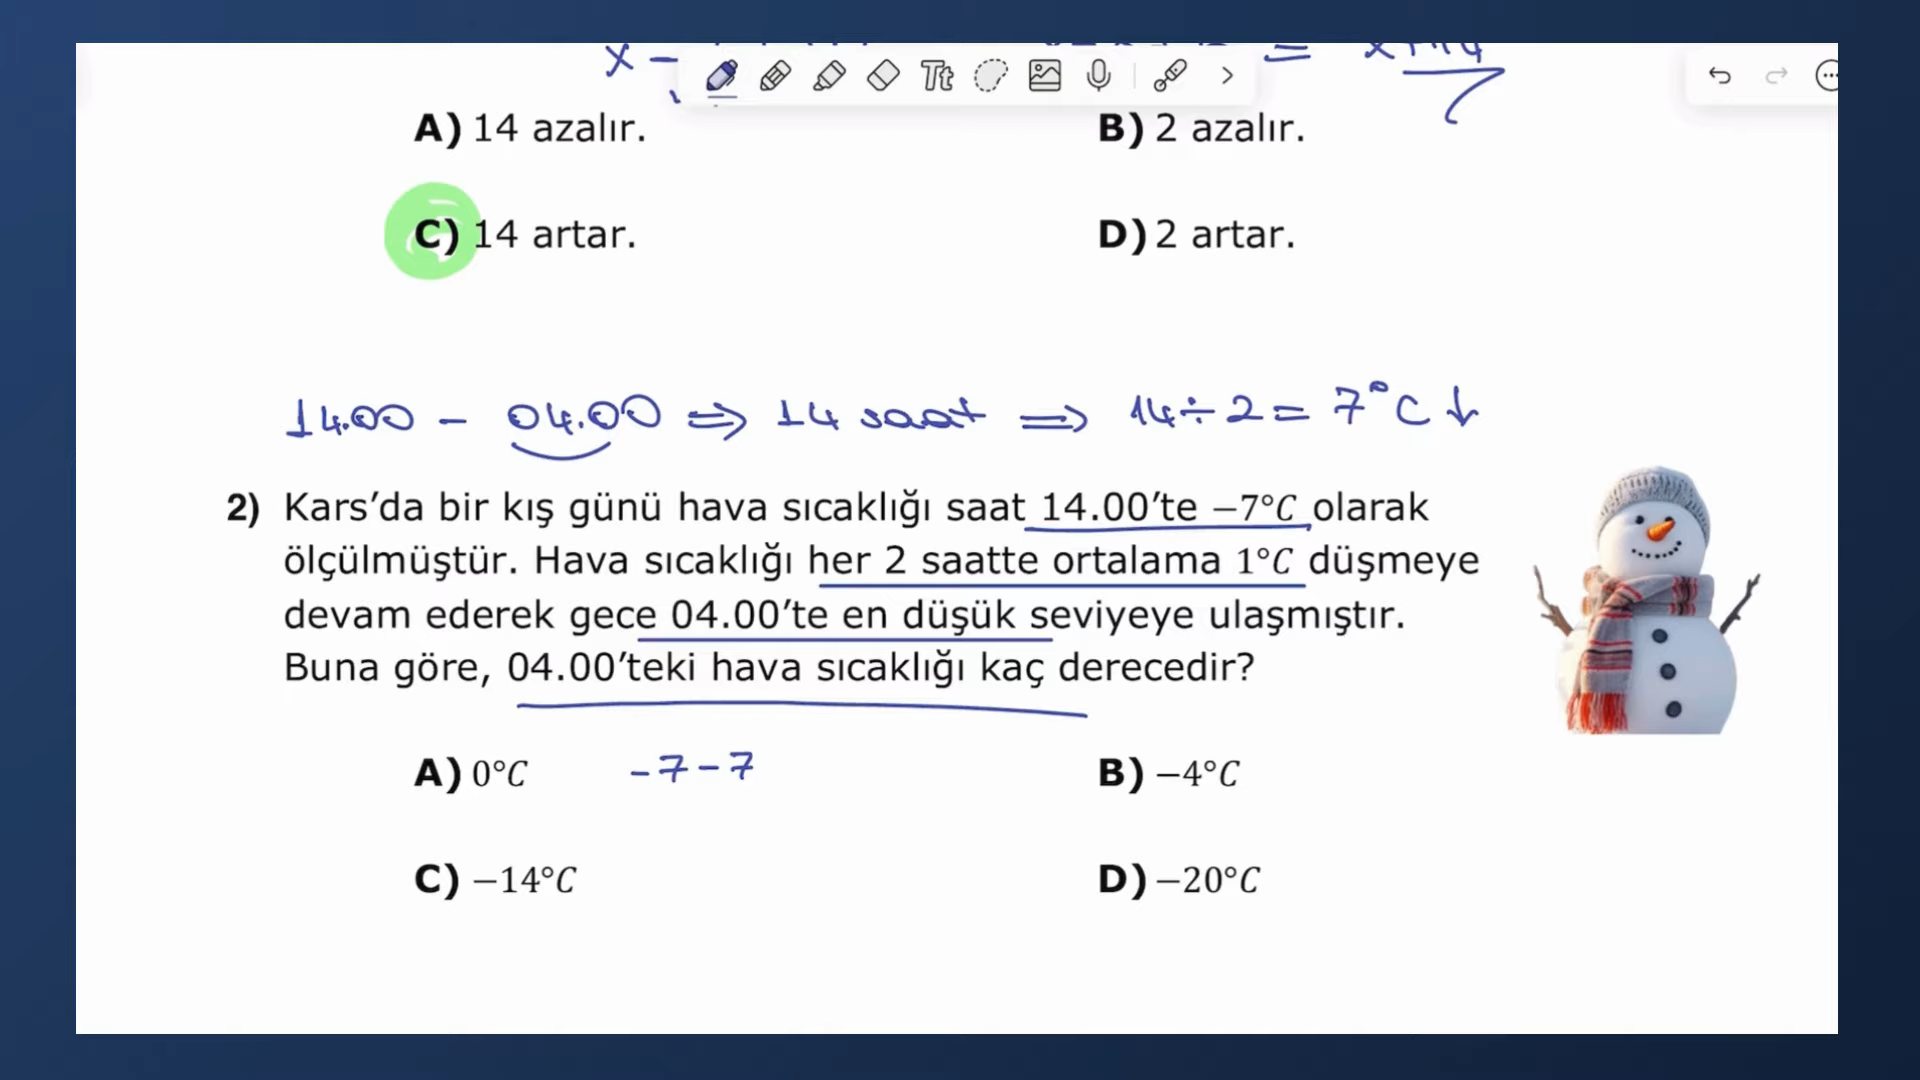 x –
= x+14
Tt
A) 14 azalır.
B) 2 azalır.
C) 14 artar.
D) 2 artar.
14.00 – 04.00 ⇒ 14 saat ⇒ 14÷2= 7°C ↓
2) Kars’da bir kış günü hava sıcaklığı saat 14.00’te −7°C olarak
ölçülmüştür. Hava sıcaklığı her 2 saatte ortalama 1°C düşmeye
devam ederek gece 04.00’te en düşük seviyeye ulaşmıştır.
Buna göre, 04.00’teki hava sıcaklığı kaç derecedir?
A) 0°C
-7-7
B) −4°C
C) −14°C
D) −20°C